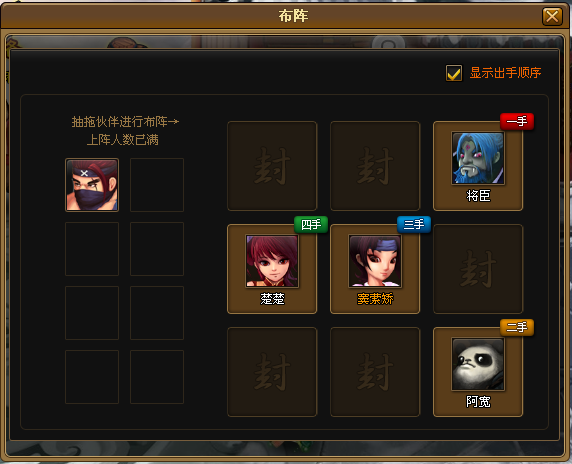 布阵
显示出手顺序
抽拖伙伴进行布阵→
上阵人数已满
封
封
一手
将臣
四手
楚楚
三手
窦萦矫
封
封
封
二手
阿宽